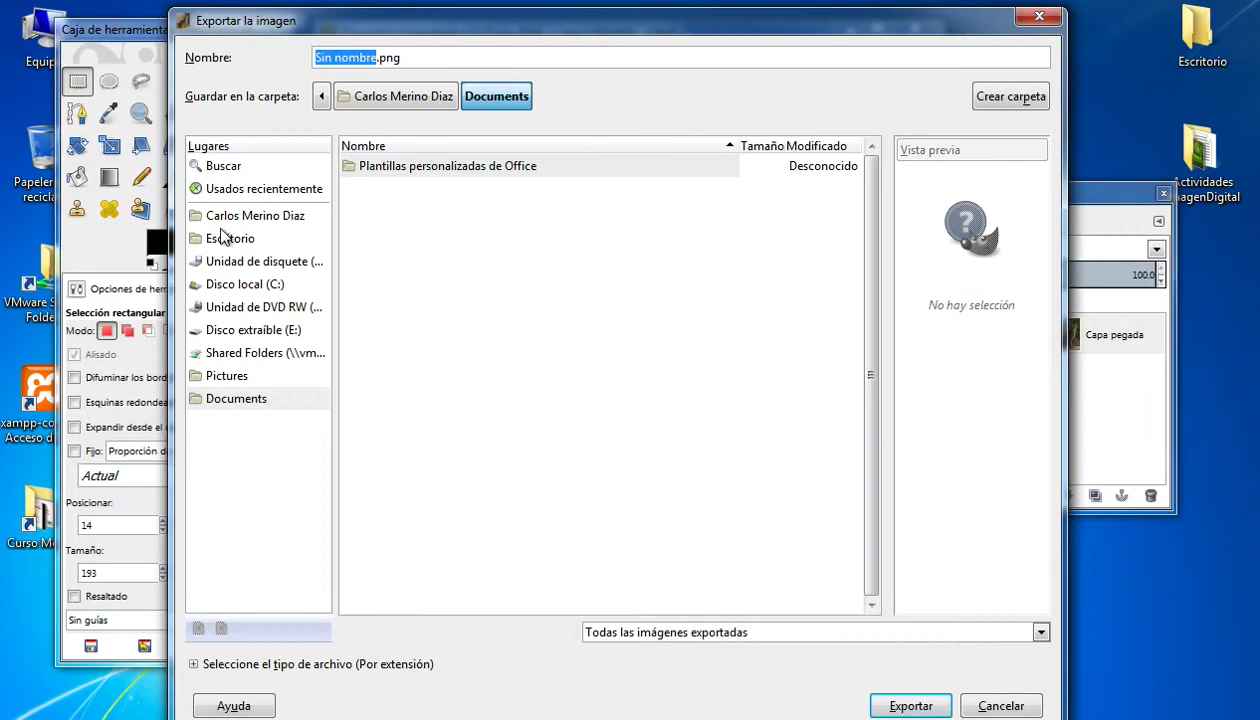 Equip
Caja de herramienta
Exportar la imagen
Escritorio
Nombre:
Sin nombre.png
Guardar en la carpeta:
Carlos Merino Diaz
Documents
Crear carpeta
Lugares
Nombre
Tamaño
Modificado
Vista previa
Buscar
Plantillas personalizadas de Office
Desconocido
Usados recientemente
Carlos Merino Diaz
Escritorio
Unidad de disquete (...
Disco local (C:)
Unidad de DVD RW (...
Disco extraíble (E:)
Shared Folders (\\vm...
Pictures
Documents
No hay selección
Papeler
recicla
VMware S
Folde
xampp-co
Acceso d
Curso Mo
Opciones de her
Selección rectangular
Modo:
Alisado
Difuminar los bord
Esquinas redondea
Expandir desde el c
Fijo:
Proporción d
Actual
Posicionar:
14
Tamaño:
193
Resaltado
Sin guías
Actividades
magenDigital
100.0
Capa pegada
Todas las imágenes exportadas
Seleccione el tipo de archivo (Por extensión)
Ayuda
Exportar
Cancelar